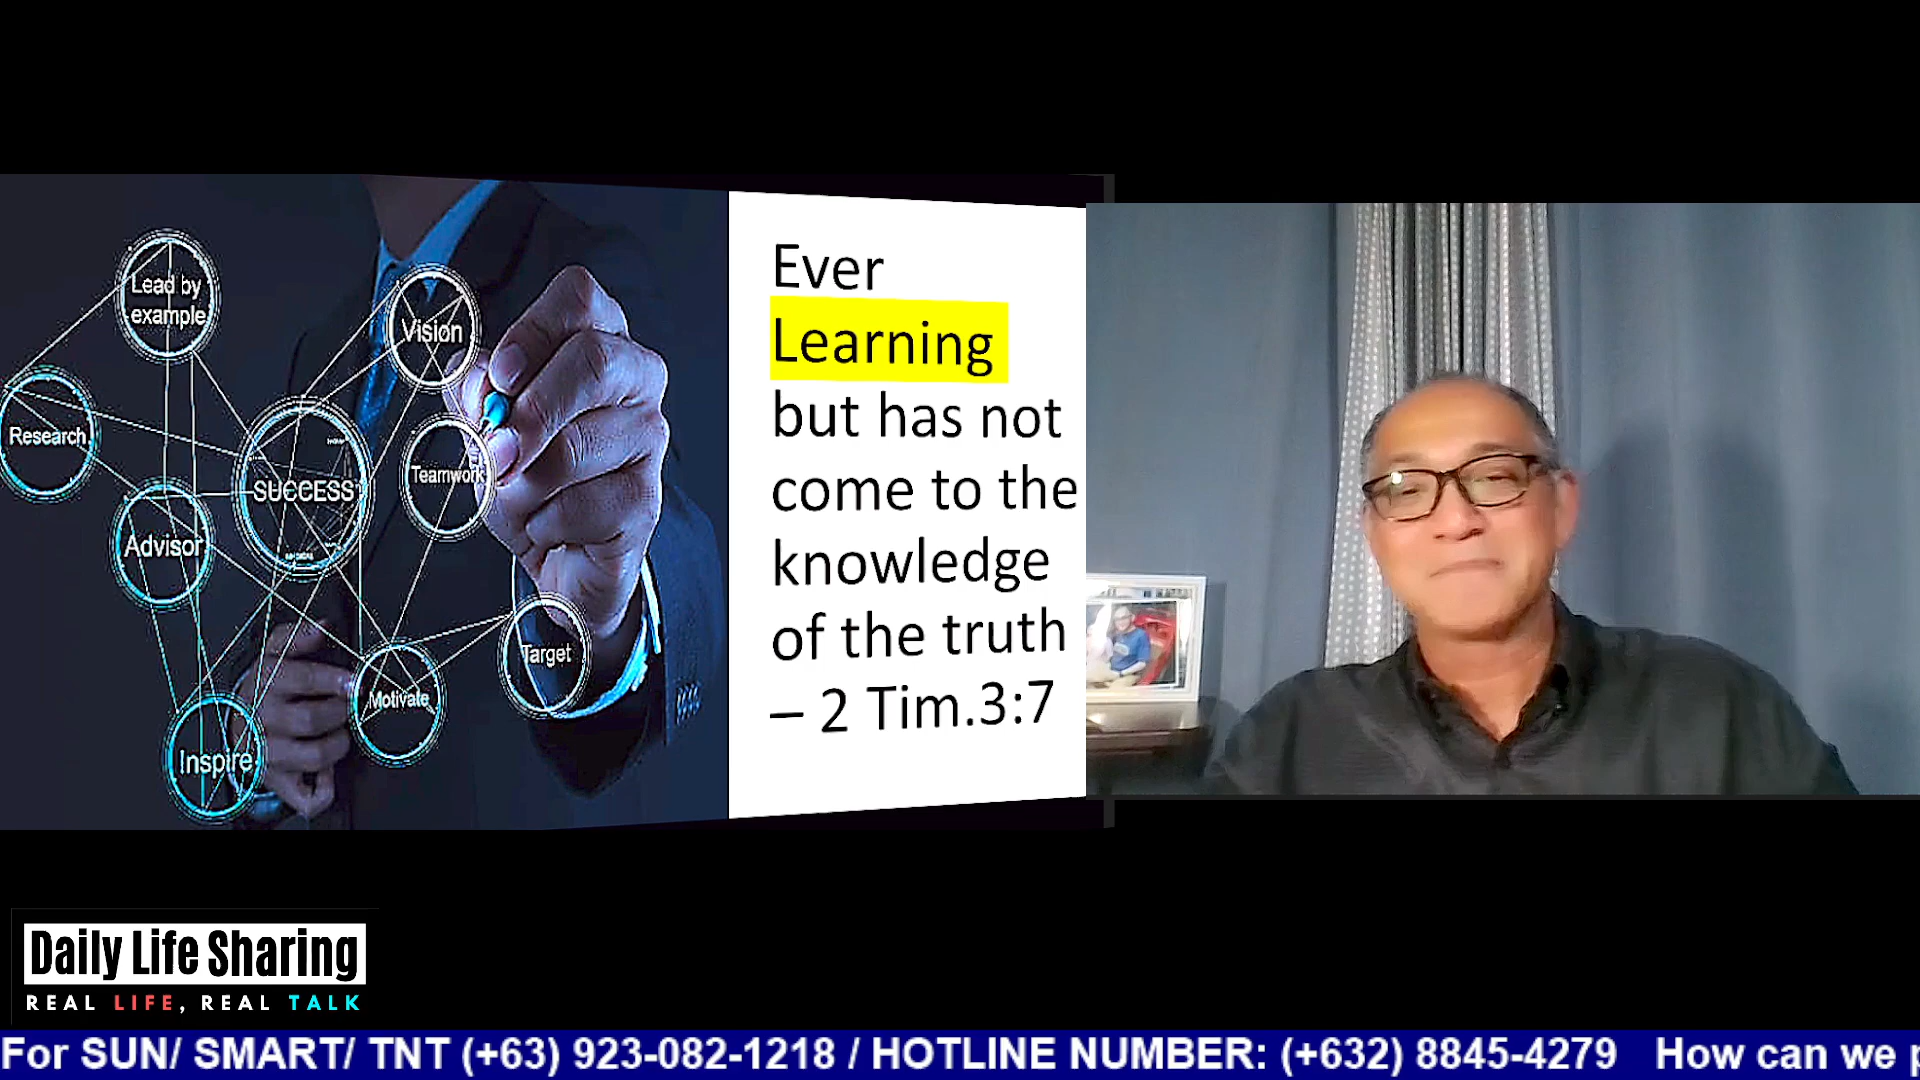 Lead by
example
Vision
Research
SUCCESS
Teamwork
Advisor
Target
Motivate
Inspire
Ever
Learning
but has not
come to the
knowledge
of the truth
– 2 Tim.3:7
Daily Life Sharing
REAL LIFE, REAL TALK
For SUN/ SMART/ TNT (+63) 923-082-1218 / HOTLINE NUMBER: (+632) 8845-4279 How can we p